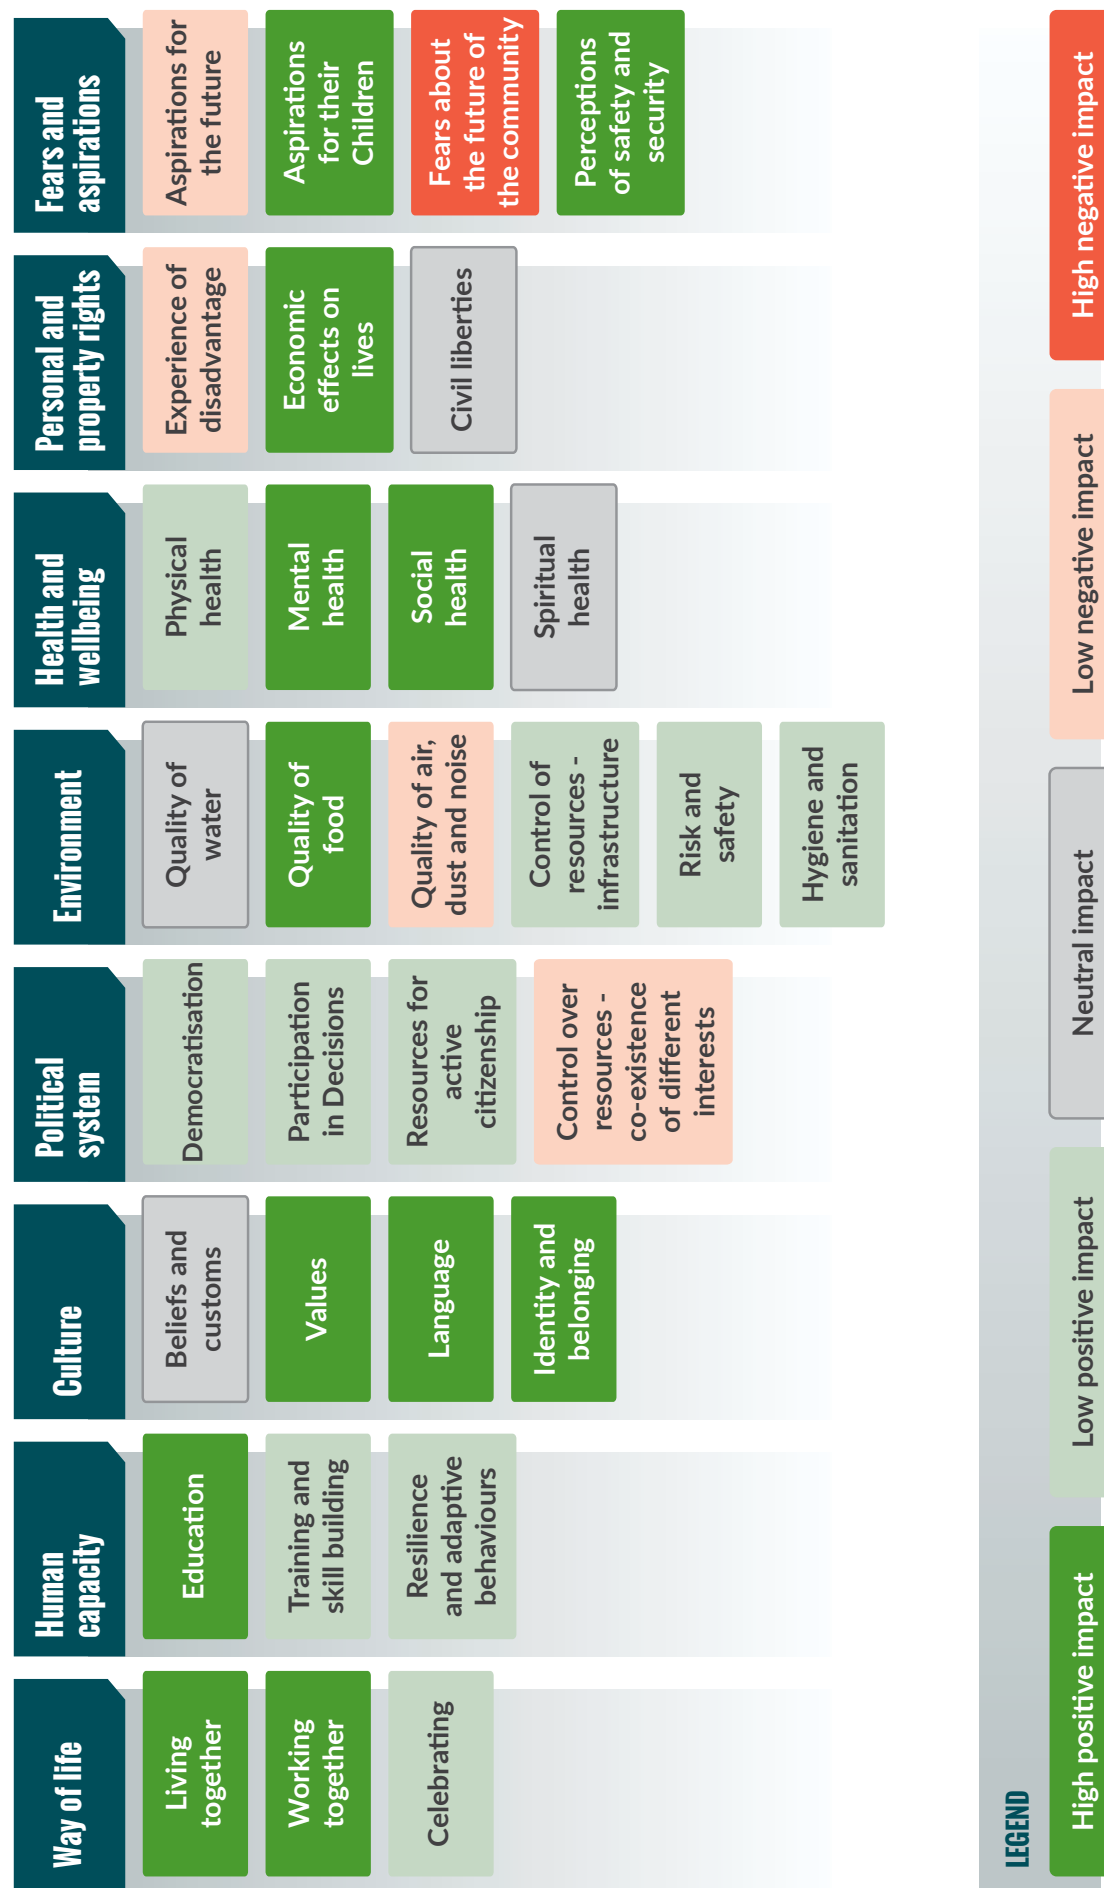 Way of life
Living
together
Working
together
Celebrating
Human
capacity
Education
Training and
skill building
Resilience
and adaptive
behaviours
Culture
Beliefs and
customs
Values
Language
Identity and
belonging
Political
system
Democratisation
Participation
in Decisions
Resources for
active
citizenship
Control over
resources -
co-existence
of different
interests
Environment
Quality of
water
Quality of
food
Quality of air,
dust and noise
Control of
resources -
infrastructure
Risk and
safety
Hygiene and
sanitation
Health and
wellbeing
Physical
health
Mental
health
Social
health
Spiritual
health
Personal and
property rights
Experience of
disadvantage
Economic
effects on
lives
Civil liberties
Fears and
aspirations
Aspirations for
the future
Aspirations
for their
Children
Fears about
the future of
the community
Perceptions
of safety and
security
LEGEND
High positive impact
Low positive impact
Neutral impact
Low negative impact
High negative impact